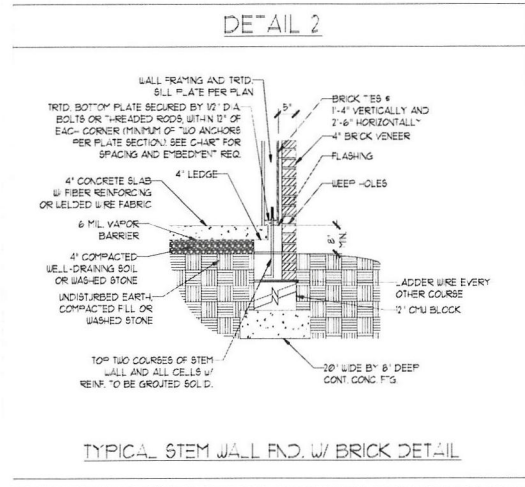 DETAIL 2
WALL FRAMING AND TRTD.
SILL PLATE PER PLAN
TRTD. BOTTOM PLATE SECURED BY 1/2" DIA.
BOLTS OR THREADED RODS, WITHIN 12" OF
EACH CORNER (MINIMUM OF TWO ANCHORS
PER PLATE SECTION). SEE CHART FOR
SPACING AND EMBEDMENT REQ.
4" LEDGE
4" CONCRETE SLAB
W/ FIBER REINFORCING
OR WELDED WIRE FABRIC
6 MIL. VAPOR
BARRIER
4" COMPACTED
WELL-DRAINING SOIL
OR WASHED STONE
UNDISTURBED EARTH,
COMPACTED FILL OR
WASHED STONE
TOP TWO COURSES OF STEM
WALL AND ALL CELLS W/
REINF. TO BE GROUTED SOLID.
5"
BRICK TIES @
1'-4" VERTICALLY AND
2'-6" HORIZONTALLY
4" BRICK VENEER
FLASHING
WEEP HOLES
8"
MIN.
LADDER WIRE EVERY
OTHER COURSE
12" CMU BLOCK
20" WIDE BY 8" DEEP
CONT. CONC. FTG.
TYPICAL STEM WALL FND. W/ BRICK DETAIL